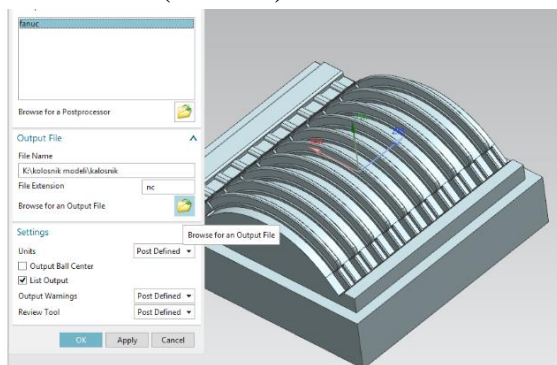 fanuc
Browse for a Postprocessor
Output File
File Name
K:\kolosnik modeli\kalosnik
File Extension
nc
Browse for an Output File
Browse for an Output File
Settings
Units
Post Defined
Output Ball Center
List Output
Output Warnings
Post Defined
Review Tool
Post Defined
OK
Apply
Cancel